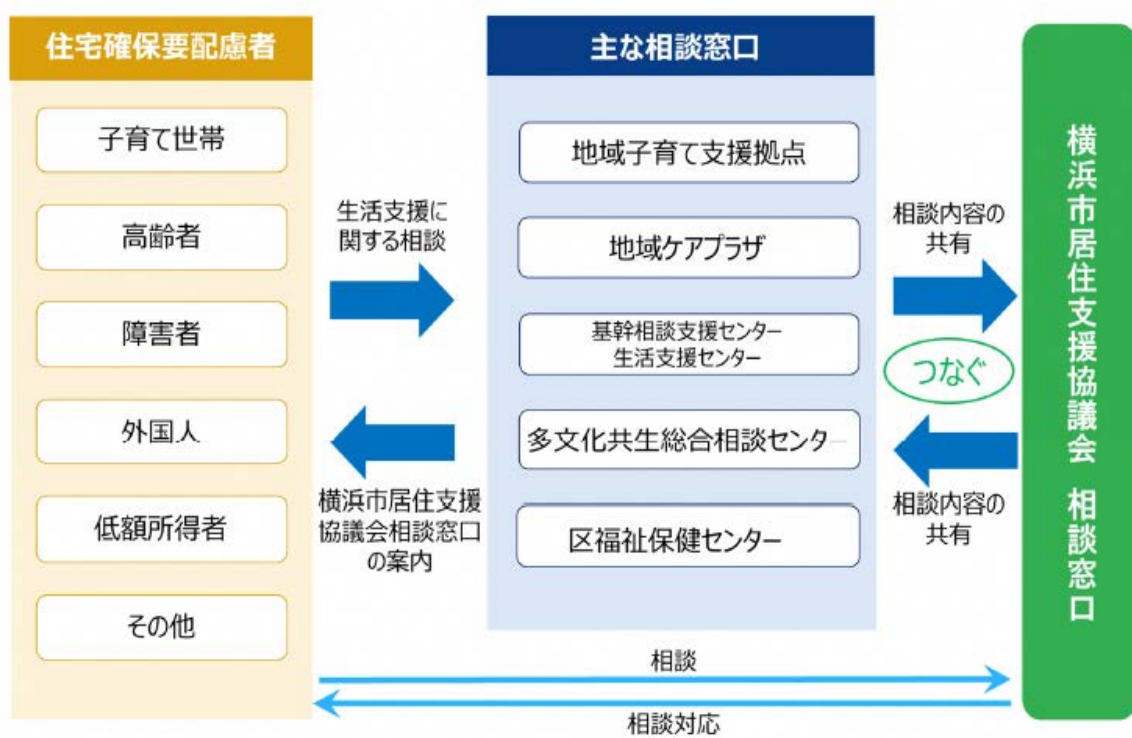 住宅確保要配慮者
子育て世帯
高齢者
障害者
外国人
低額所得者
その他
生活支援に
関する相談
横浜市居住支援
協議会相談窓口
の案内
主な相談窓口
地域子育て支援拠点
地域ケアプラザ
基幹相談支援センター
生活支援センター
多文化共生総合相談センター
区福祉保健センター
相談内容の
共有
つなぐ
相談内容の
共有
横浜市居住支援協議会 相談窓口
相談
相談対応